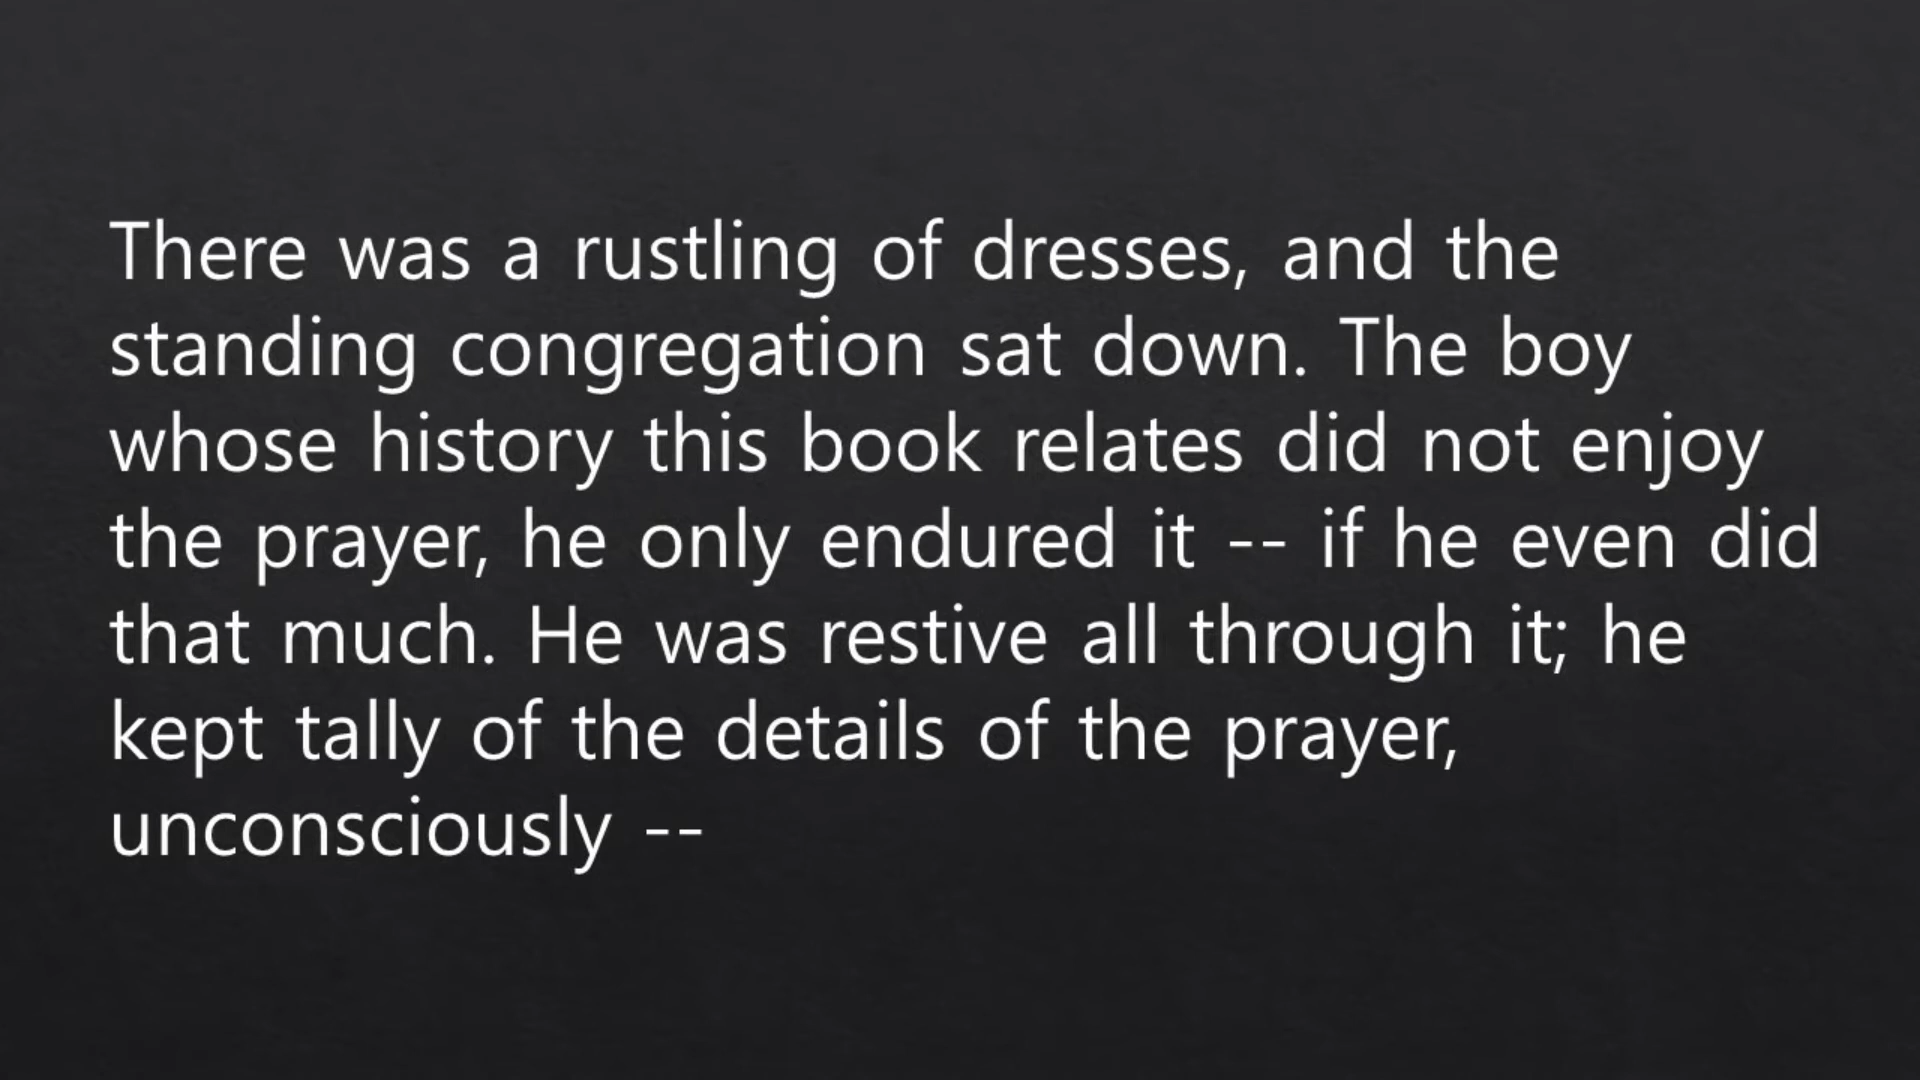 There was a rustling of dresses, and the
standing congregation sat down. The boy
whose history this book relates did not enjoy
the prayer, he only endured it -- if he even did
that much. He was restive all through it; he
kept tally of the details of the prayer,
unconsciously --